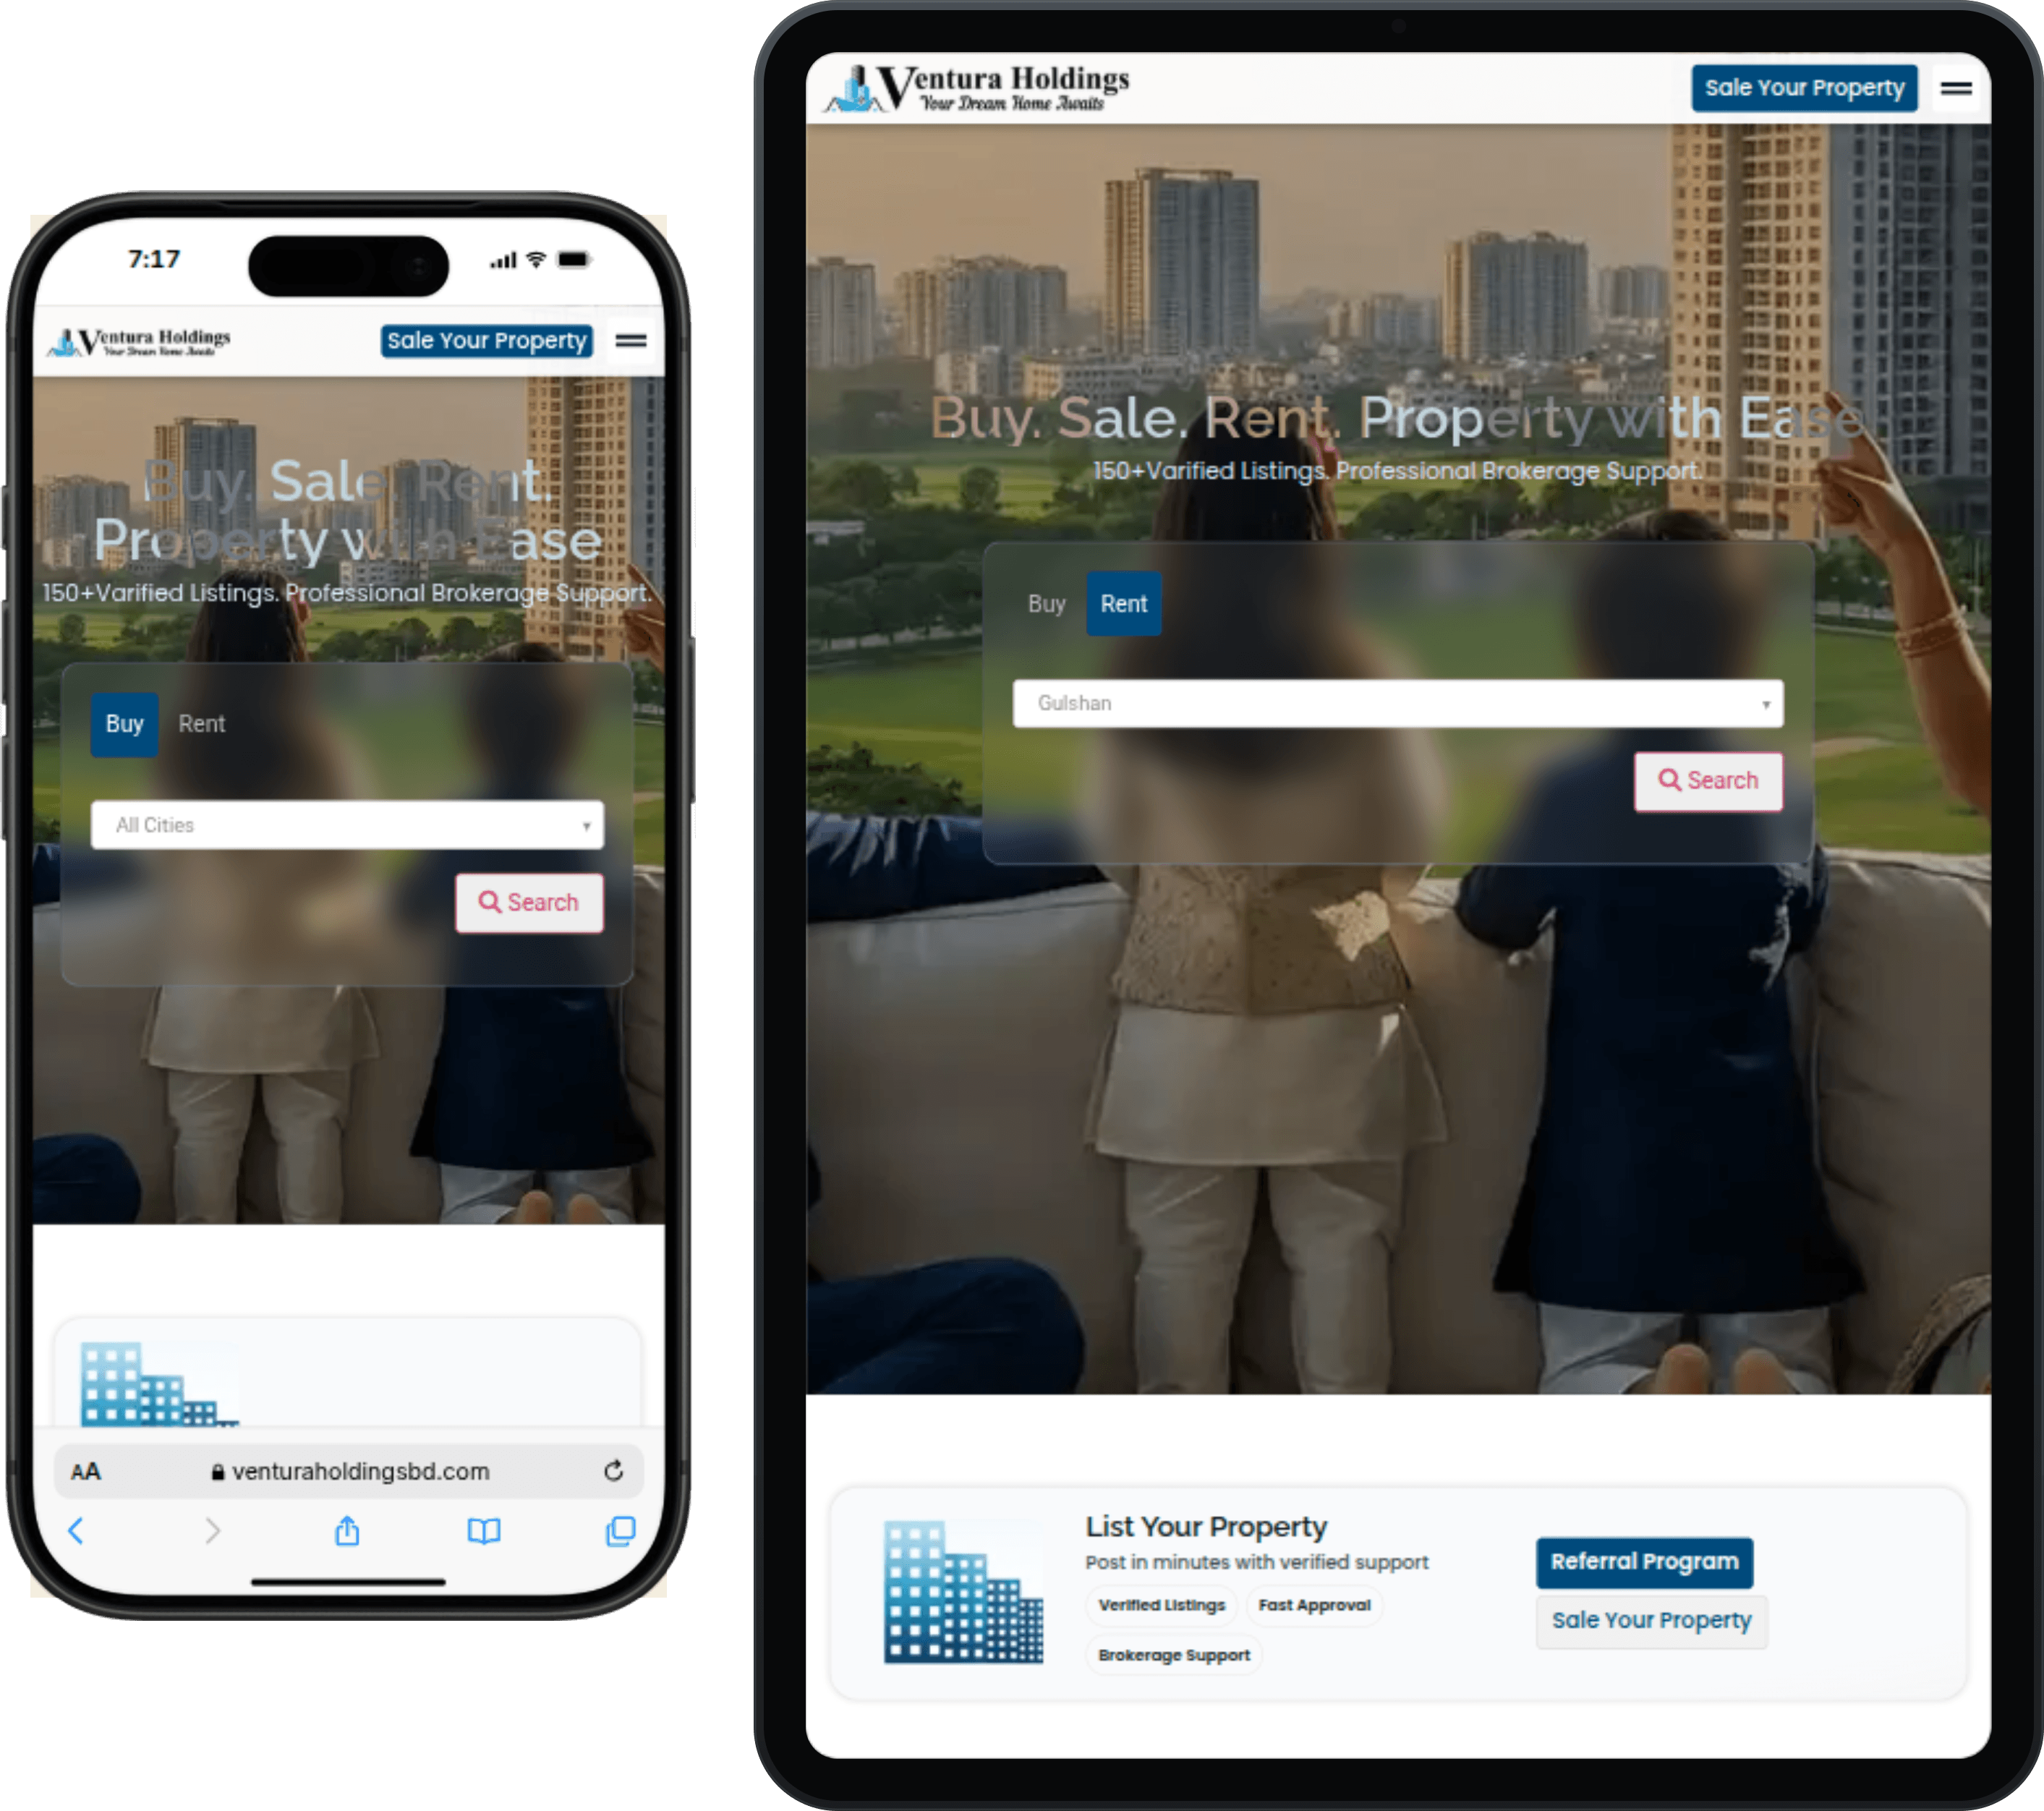 7:17
Ventura Holdings
Your Dream Home Awaits
Sale Your Property
Buy. Sale. Rent.
Property with Ease
150+Varified Listings. Professional Brokerage Support.
Buy Rent
All Cities
Search
AA venturaholdingsbd.com
Ventura Holdings
Your Dream Home Awaits
Sale Your Property
Buy. Sale. Rent. Property with Ease
150+Varified Listings. Professional Brokerage Support.
Buy Rent
Gulshan
Search
List Your Property
Post in minutes with verified support
Verified Listings Fast Approval
Brokerage Support
Referral Program
Sale Your Property